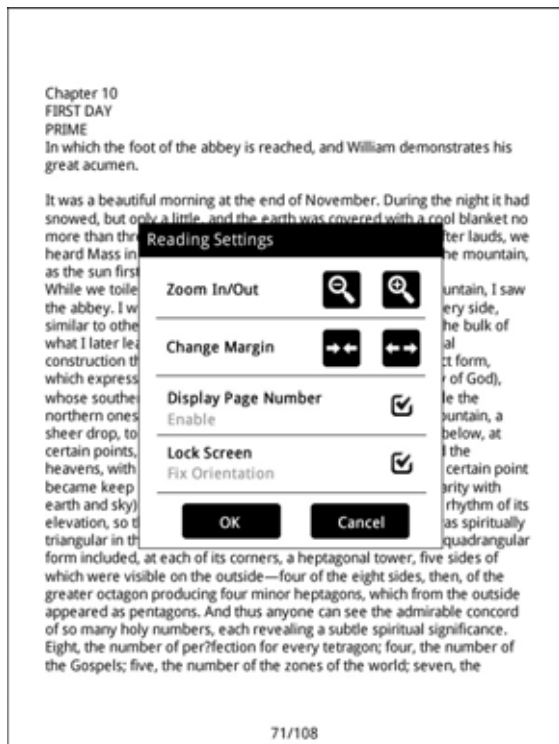 Chapter 10
FIRST DAY
PRIME
In which the foot of the abbey is reached, and William demonstrates his
great acumen.
It was a beautiful morning at the end of November. During the night it had
snowed, but only a little, and the earth was covered with a cool blanket no
more than thr fter lauds, we
heard Mass in he mountain,
as the sun first
While we toile untain, I saw
the abbey. I w ery side,
similar to othe he bulk of
what I later lea al
construction th ct form,
which express of God),
whose souther le the
northern ones untain, a
sheer drop, to below, at
certain points, the
heavens, with certain point
became keep arity with
earth and sky) rhythm of its
elevation, so t as spiritually
triangular in th quadrangular
form included, at each of its corners, a heptagonal tower, five sides of
which were visible on the outside—four of the eight sides, then, of the
greater octagon producing four minor heptagons, which from the outside
appeared as pentagons. And thus anyone can see the admirable concord
of so many holy numbers, each revealing a subtle spiritual significance.
Eight, the number of per?fection for every tetragon; four, the number of
the Gospels; five, the number of the zones of the world; seven, the
Reading Settings
Zoom In/Out
Change Margin
Display Page Number
Enable
Lock Screen
Fix Orientation
OK Cancel
71/108